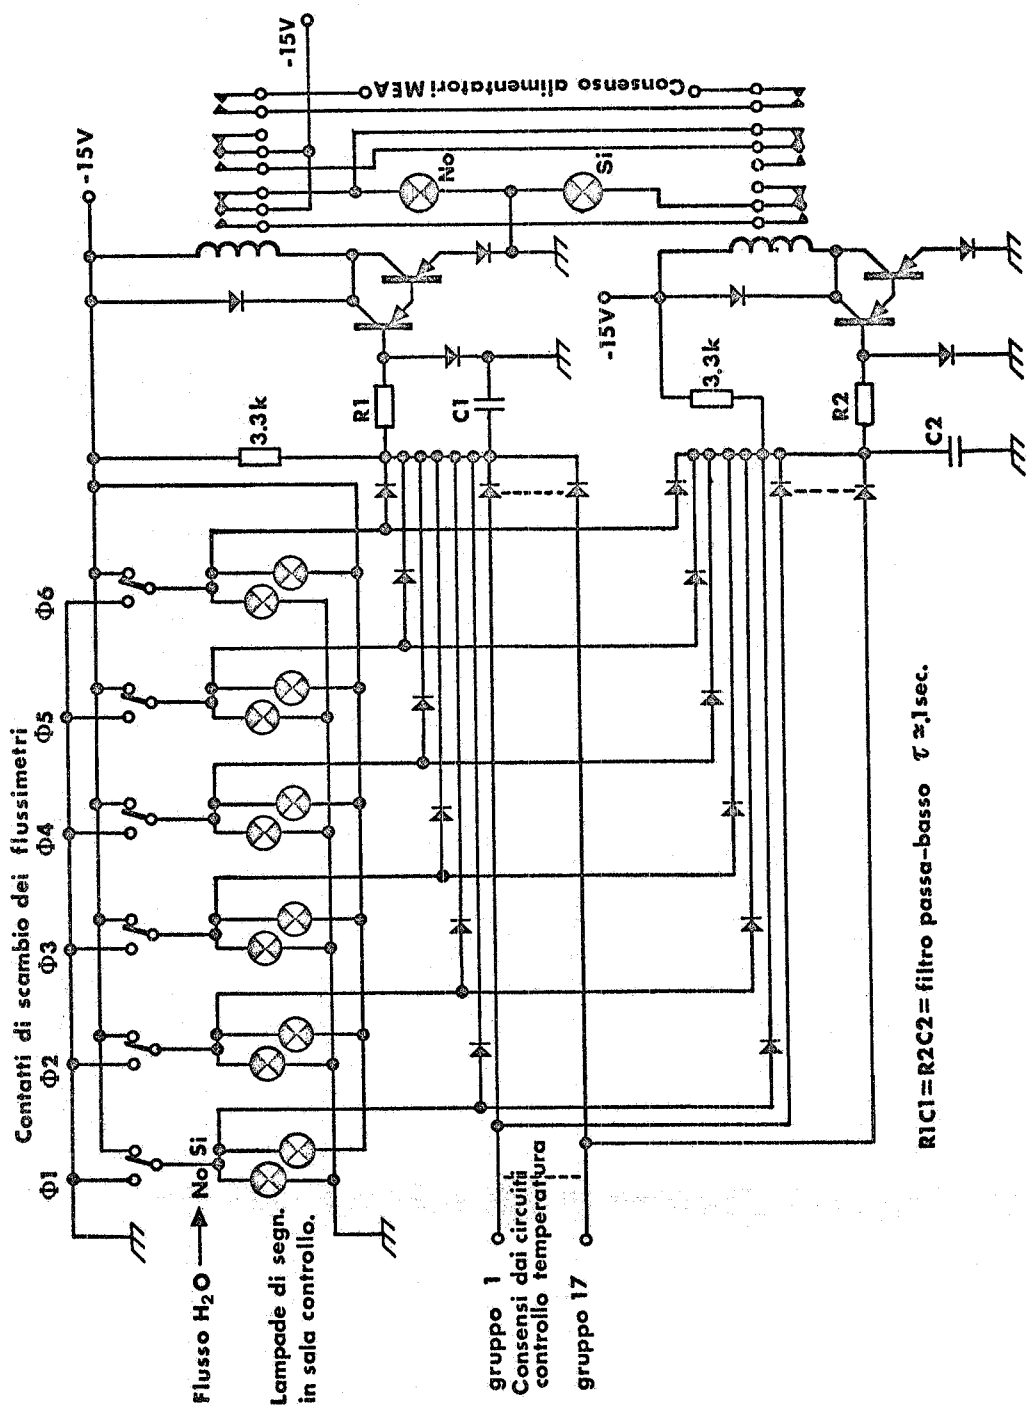 Contatti di scambio dei flussimetri
Φ1
Φ2
Φ3
Φ4
Φ5
Φ6
-15V
-15V
Flusso H₂O → No Si
Lampade di segn.
in sala controllo.
3.3k
R1
C1
No
Si
Consenso alimentatori MEA
gruppo 1
Consensi dai circuiti
controllo temperatura
gruppo 17
-15V
3.3k
R2
C2
R1C1=R2C2=filtro passa-basso τ≈.1sec.